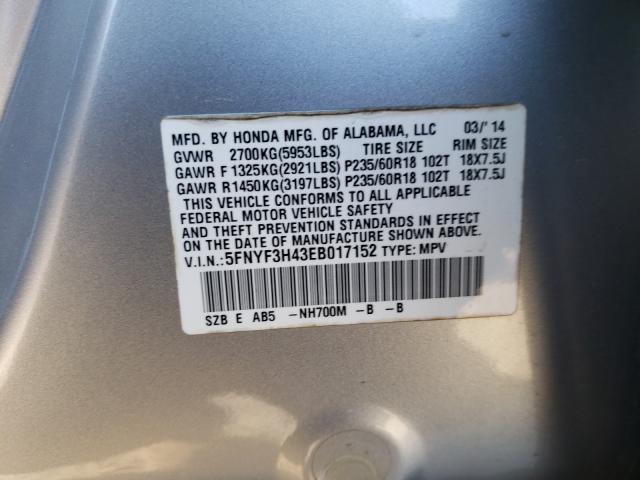 MFD. BY HONDA MFG. OF ALABAMA, LLC 03/'14
GVWR 2700KG(5953LBS) TIRE SIZE RIM SIZE
GAWR F 1325KG(2921LBS) P235/60R18 102T 18X7.5J
GAWR R1450KG(3197LBS) P235/60R18 102T 18X7.5J
THIS VEHICLE CONFORMS TO ALL APPLICABLE
FEDERAL MOTOR VEHICLE SAFETY
AND THEFT PREVENTION STANDARDS IN EFFECT
ON THE DATE OF MANUFACTURE SHOWN ABOVE.
V.I.N.:5FNYF3H43EB017152 TYPE: MPV
SZB E AB5 -NH700M -B -B